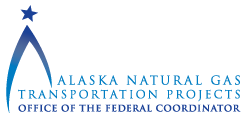 ALASKA NATURAL GAS
TRANSPORTATION PROJECTS
OFFICE OF THE FEDERAL COORDINATOR